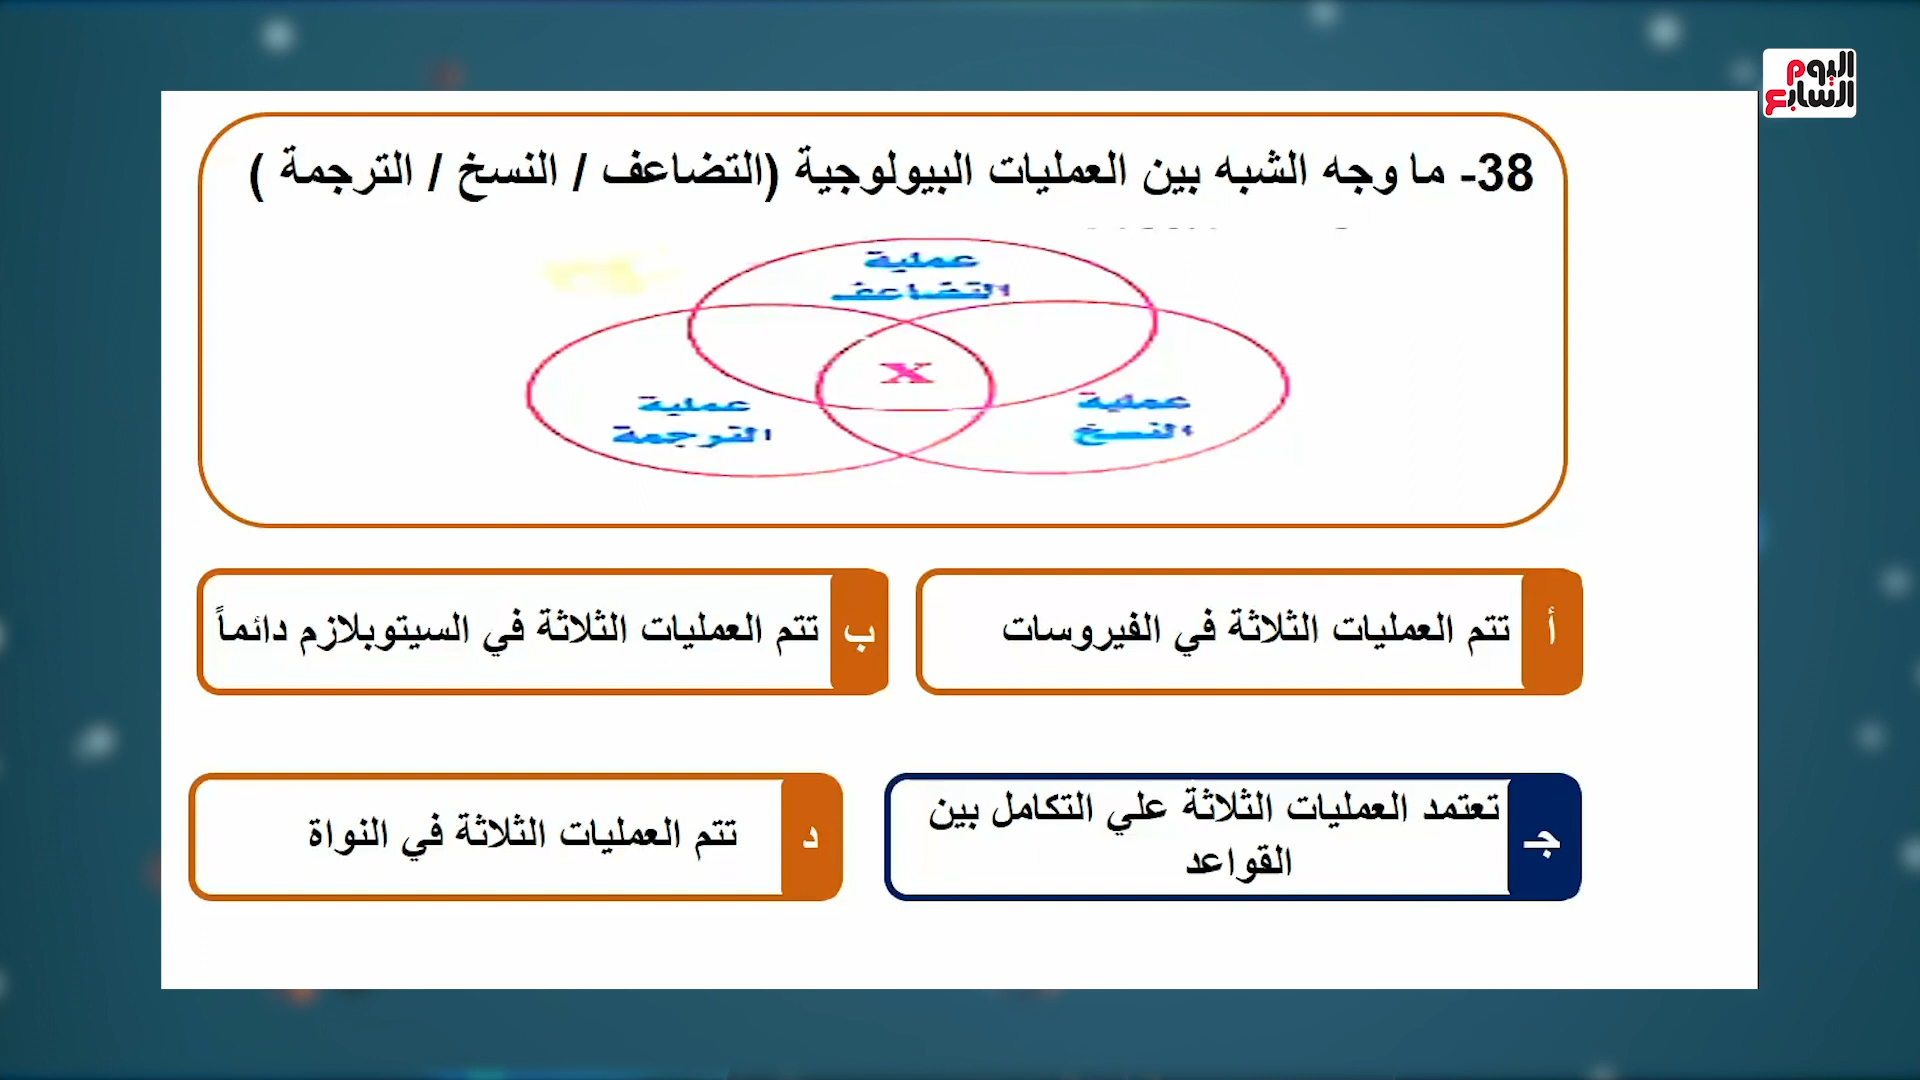 اليوم السابع
38- ما وجه الشبه بين العمليات البيولوجية (التضاعف / النسخ / الترجمة )
عملية
التضاعف
X
عملية
النسخ
عملية
الترجمة
أ تتم العمليات الثلاثة في الفيروسات
ب تتم العمليات الثلاثة في السيتوبلازم دائماً
جـ تعتمد العمليات الثلاثة علي التكامل بين
القواعد
د تتم العمليات الثلاثة في النواة